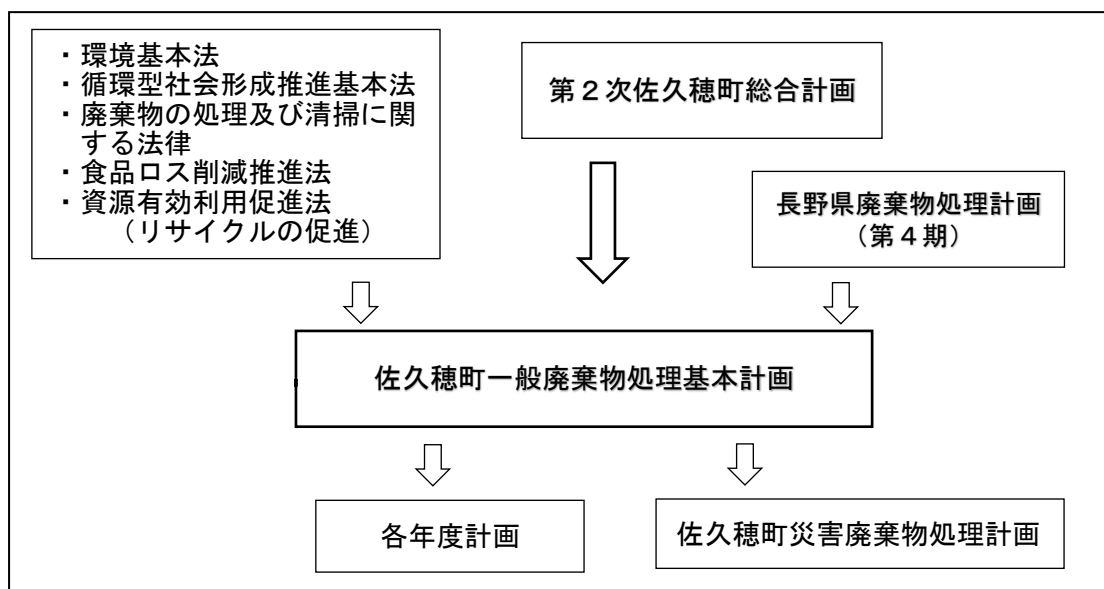 ・環境基本法
・循環型社会形成推進基本法
・廃棄物の処理及び清掃に関
する法律
・食品ロス削減推進法
・資源有効利用促進法
（リサイクルの促進）
第２次佐久穂町総合計画
長野県廃棄物処理計画
（第４期）
佐久穂町一般廃棄物処理基本計画
各年度計画
佐久穂町災害廃棄物処理計画